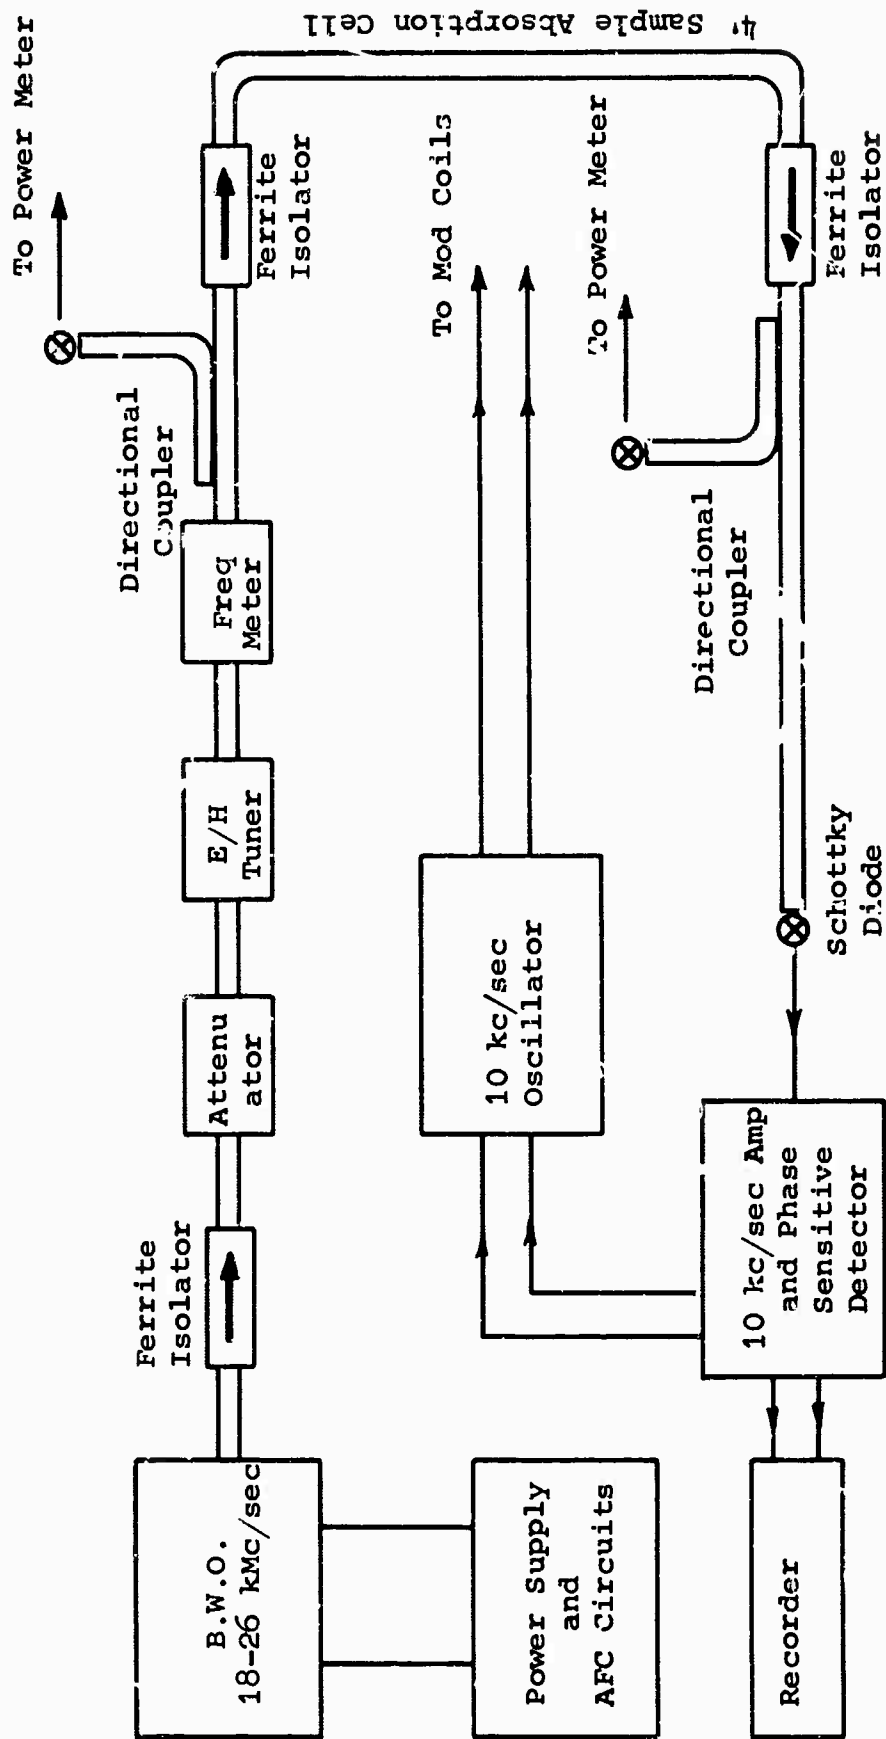 B.W.O.
18-26 kMc/sec
Ferrite
Isolator
Attenu
ator
E/H
Tuner
Freq
Meter
Directional
Coupler
To Power Meter
Ferrite
Isolator
4' Sample Absorption Cell
Power Supply
and
AFC Circuits
10 kc/sec
Oscillator
To Mod Coils
To Power Meter
Recorder
10 kc/sec Amp
and Phase
Sensitive
Detector
Schottky
Diode
Directional
Coupler
Ferrite
Isolator